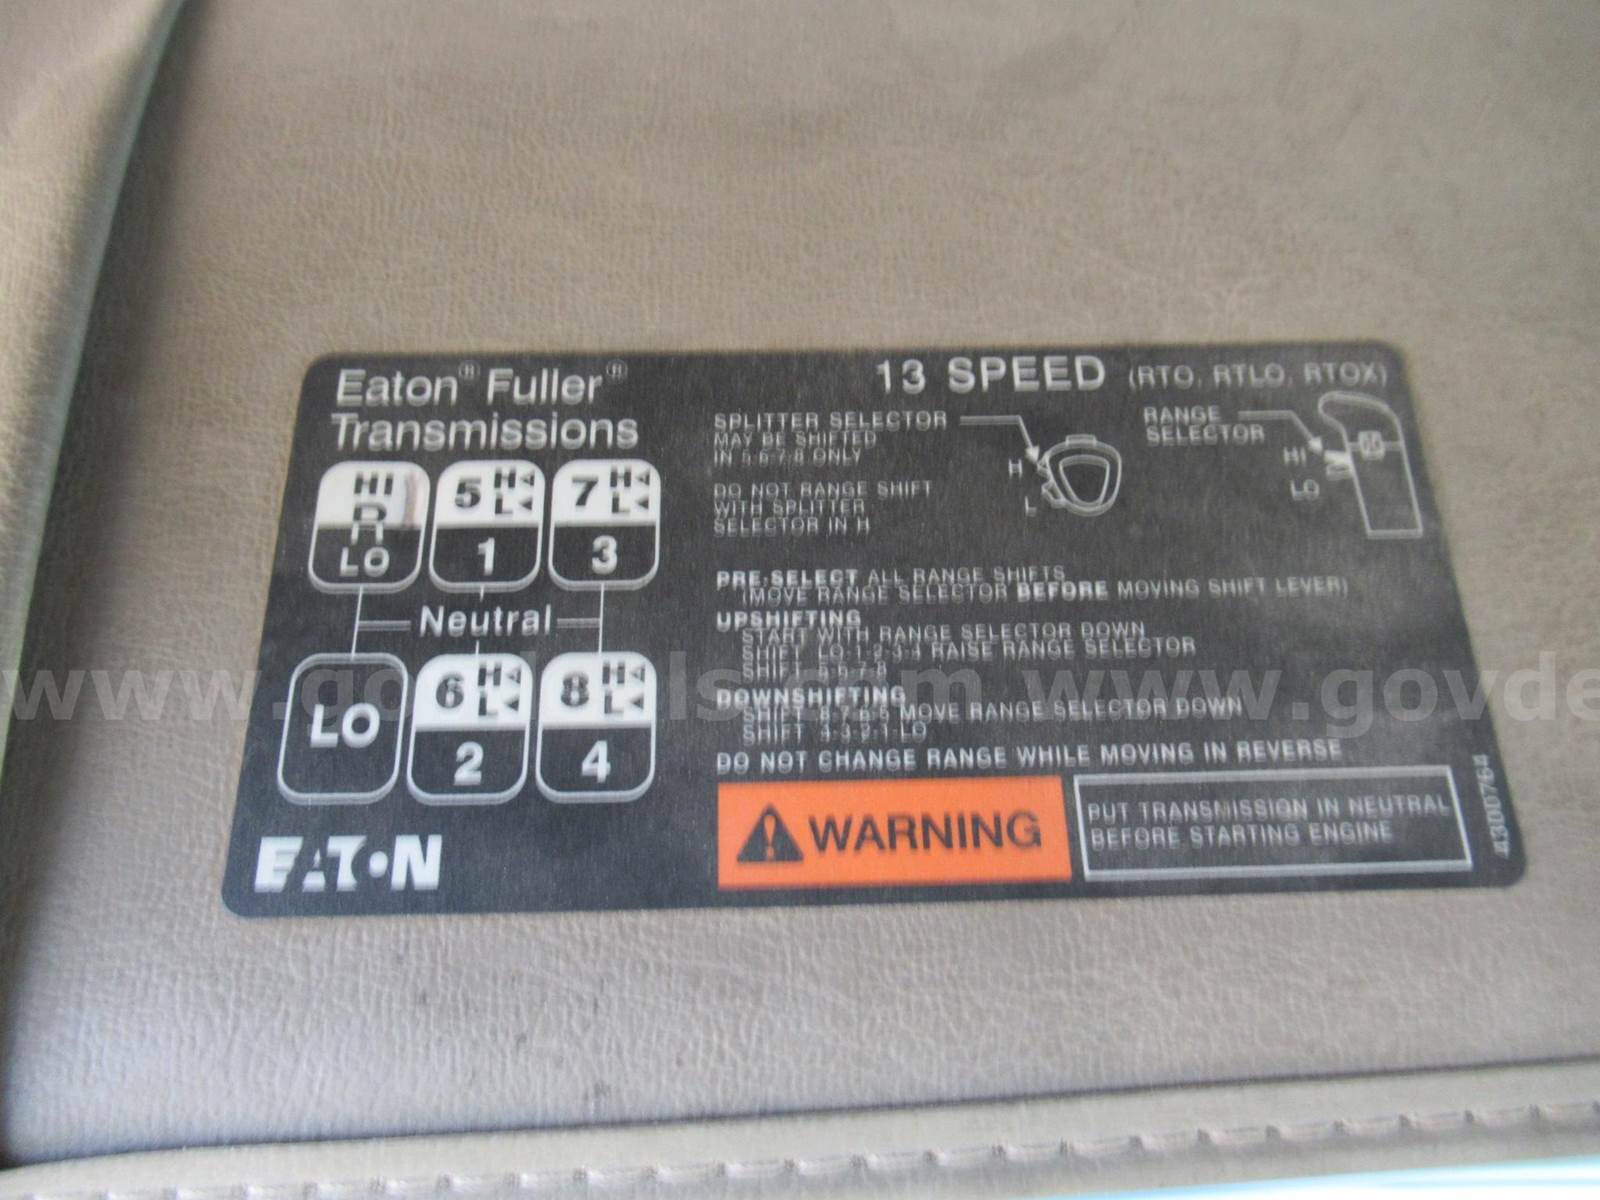 Eaton® Fuller®
Transmissions
13 SPEED (RTO, RTLO, RTOX)
HI
R
LO
5 H L
1
7 H L
3
Neutral
LO
6 H L
2
8 H L
4
EATON
SPLITTER SELECTOR
MAY BE SHIFTED
IN 5-6-7-8 ONLY
DO NOT RANGE SHIFT
WITH SPLITTER
SELECTOR IN H
H
L
RANGE
SELECTOR
HI
LO
PRE-SELECT ALL RANGE SHIFTS
(MOVE RANGE SELECTOR BEFORE MOVING SHIFT LEVER)
UPSHIFTING
START WITH RANGE SELECTOR DOWN
SHIFT LO-1-2-3-4 RAISE RANGE SELECTOR
SHIFT 5-6-7-8
DOWNSHIFTING
SHIFT 8-7-6-5 MOVE RANGE SELECTOR DOWN
SHIFT 4-3-2-1-LO
DO NOT CHANGE RANGE WHILE MOVING IN REVERSE
WARNING
PUT TRANSMISSION IN NEUTRAL
BEFORE STARTING ENGINE
4300764
www.govdeals.com www.govde